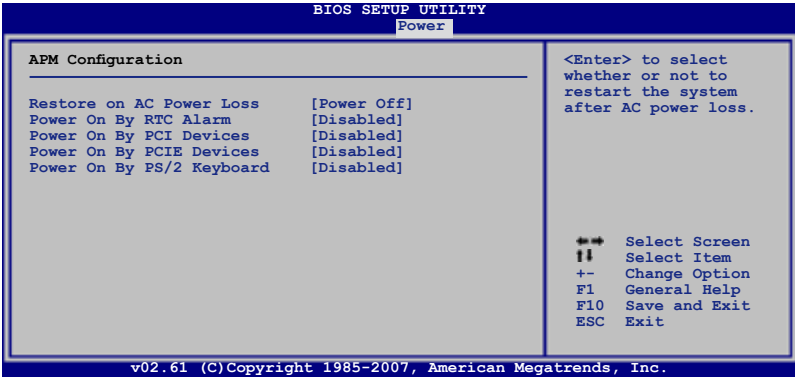 BIOS SETUP UTILITY
Power
APM Configuration
Restore on AC Power Loss [Power Off]
Power On By RTC Alarm [Disabled]
Power On By PCI Devices [Disabled]
Power On By PCIE Devices [Disabled]
Power On By PS/2 Keyboard [Disabled]
<Enter> to select
whether or not to
restart the system
after AC power loss.
←→ Select Screen
↑↓ Select Item
+- Change Option
F1 General Help
F10 Save and Exit
ESC Exit
v02.61 (C)Copyright 1985-2007, American Megatrends, Inc.